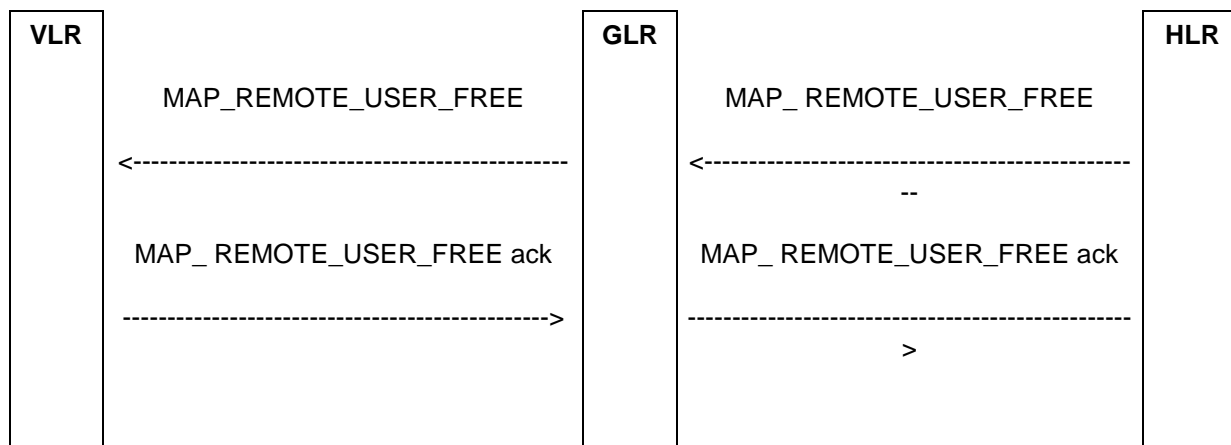 VLR GLR HLR
MAP_REMOTE_USER_FREE MAP_ REMOTE_USER_FREE
<------------------------------------------------- <------------------------------------------------
--
MAP_ REMOTE_USER_FREE ack MAP_ REMOTE_USER_FREE ack
------------------------------------------------> --------------------------------------------------
>